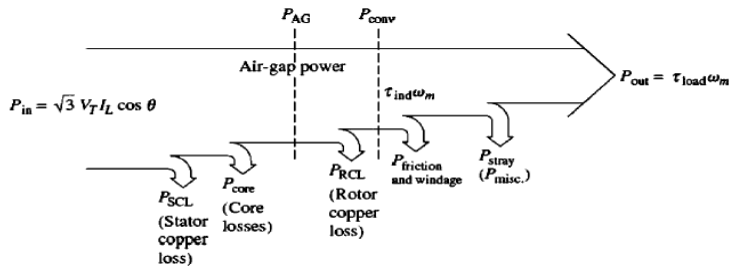 P_AG
P_conv
Air-gap power
P_in = √3 V_T I_L cos θ
τ_ind ω_m
P_out = τ_load ω_m
P_SCL
(Stator
copper
loss)
P_core
(Core
losses)
P_RCL
(Rotor
copper
loss)
P_friction
and windage
P_stray
(P_misc.)